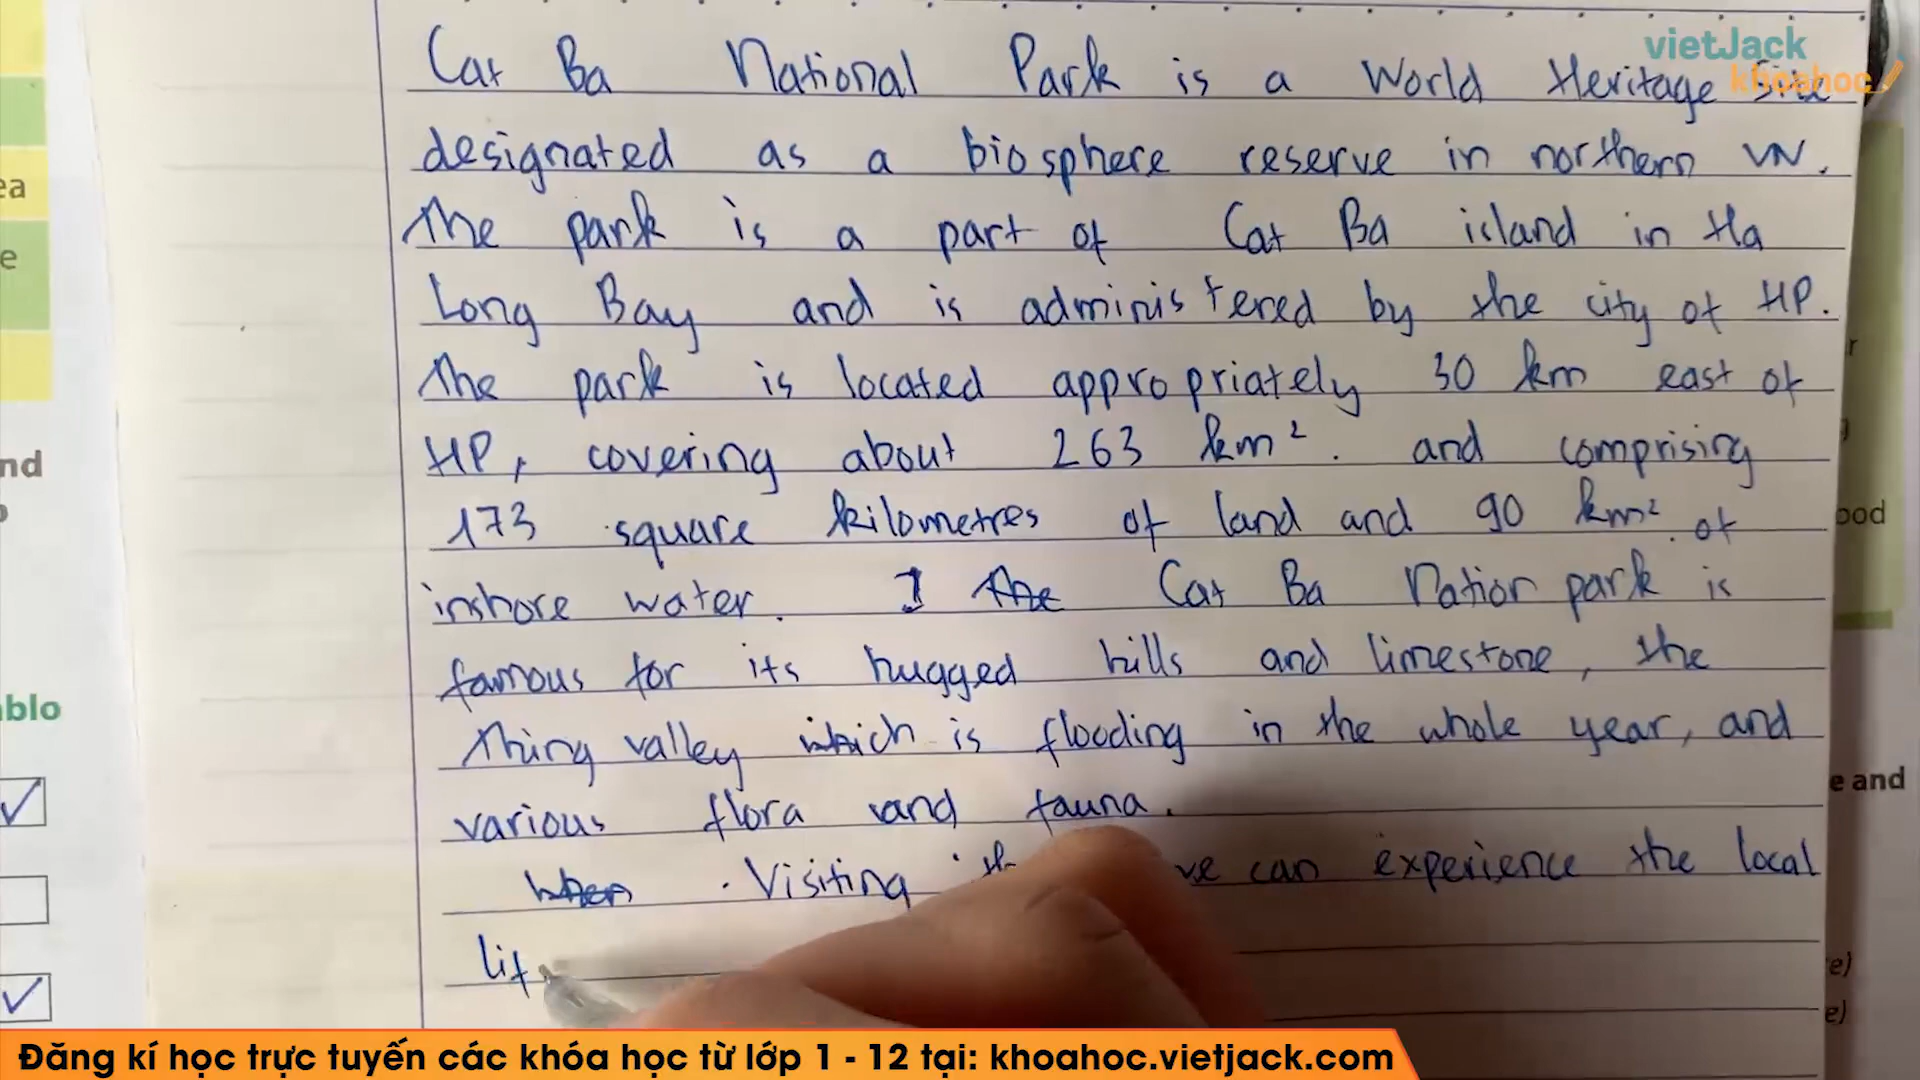 vietJack
khoahoc
Cat Ba National Park is a World Heritage Site
designated as a biosphere reserve in northern VN.
The park is a part of Cat Ba island in Ha
Long Bay and is administered by the city of HP.
The park is located appropriately 30 km east of
HP, covering about 263 km². and comprising
173 square kilometres of land and 90 km² of
inshore water. I The Cat Ba Nation park is
famous for its hugged hills and limestone, the
Thung valley which is flooding in the whole year, and
various flora and fauna.
when . Visiting we can experience the local
lif
ea
e
nd
ablo
ood
e and
e)
e)
Đăng kí học trực tuyến các khóa học từ lớp 1 - 12 tại: khoahoc.vietjack.com